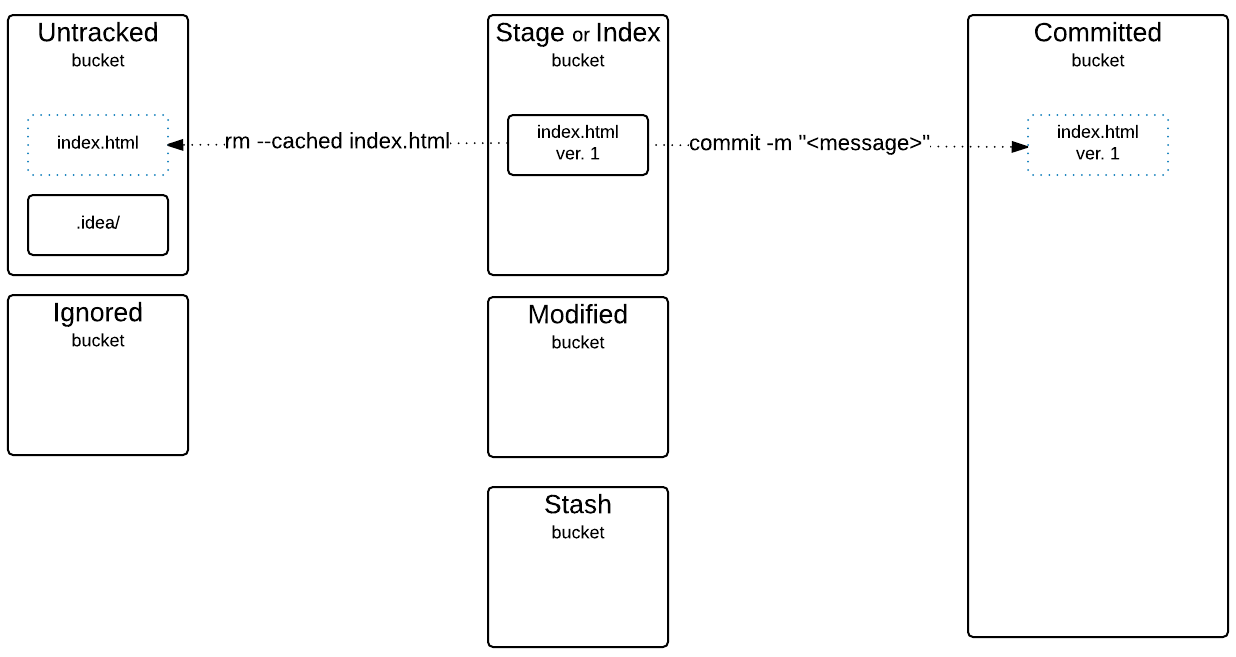 Untracked
bucket
index.html
.idea/
Ignored
bucket
rm --cached index.html
Stage or Index
bucket
index.html
ver. 1
Modified
bucket
Stash
bucket
commit -m "<message>"
Committed
bucket
index.html
ver. 1